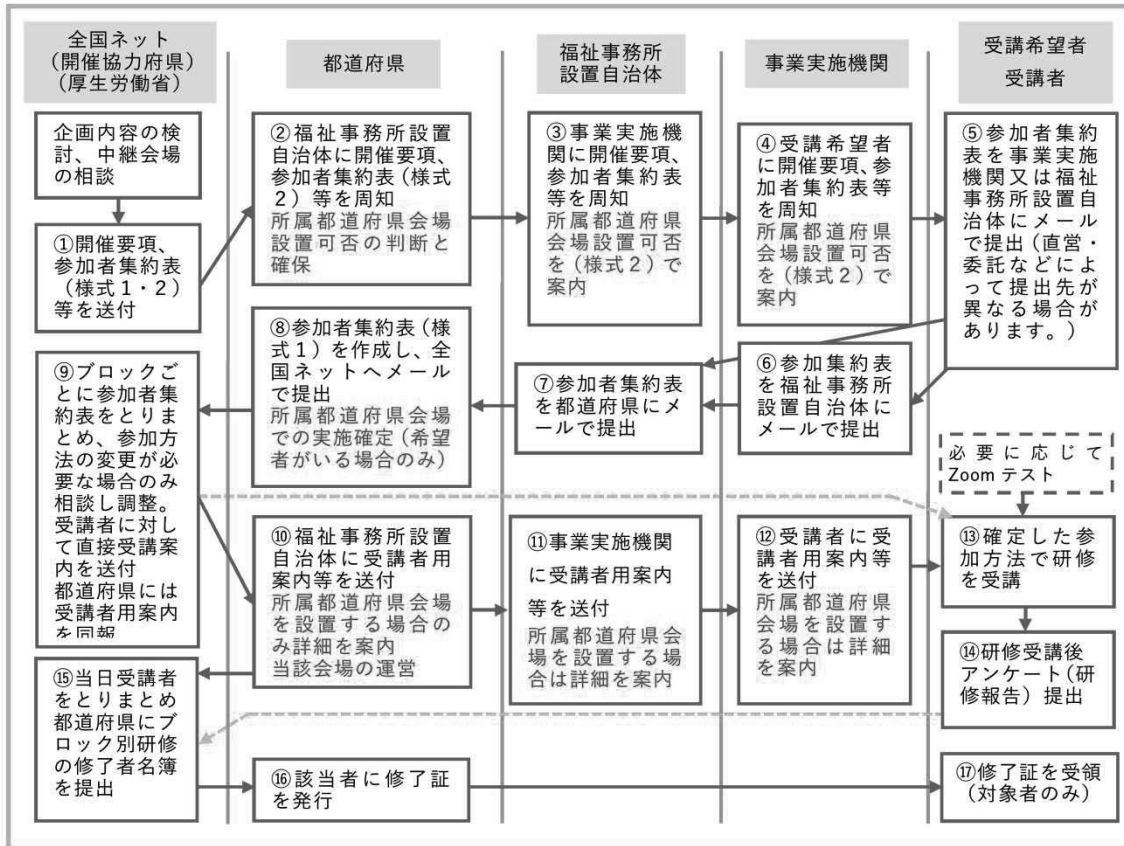 全国ネット
（開催協力府県）
（厚生労働省）
都道府県
福祉事務所
設置自治体
事業実施機関
受講希望者
受講者
企画内容の検
討、中継会場
の相談
①開催要項、
参加者集約表
（様式１・２）
等を送付
②福祉事務所設置
自治体に開催要項、
参加者集約表（様式
２）等を周知
所属都道府県会場
設置可否の判断と
確保
③事業実施機
関に開催要項、
参加者集約表
等を周知
所属都道府県
会場設置可否
を（様式２）で
案内
④受講希望者
に開催要項、参
加者集約表等
を周知
所属都道府県
会場設置可否
を（様式２）で
案内
⑤参加者集約
表を事業実施
機関又は福祉
事務所設置自
治体にメール
で提出（直営・
委託などによ
って提出先が
異なる場合が
あります。）
⑥参加集約表
を福祉事務所
設置自治体に
メールで提出
⑦参加者集約表
を都道府県にメ
ールで提出
⑧参加者集約表（様
式１）を作成し、全
国ネットへメール
で提出
所属都道府県会場
での実施確定（希望
者がいる場合のみ）
⑨ブロックご
とに参加者集
約表をとりま
とめ、参加方
法の変更が必
要な場合のみ
相談し調整。
受講者に対し
て直接受講案
内を送付
都道府県には
受講者用案内
を同報
⑩福祉事務所設置
自治体に受講者用
案内等を送付
所属都道府県会場
を設置する場合の
み詳細を案内
当該会場の運営
⑪事業実施機関
に受講者用案内
等を送付
所属都道府県会
場を設置する場
合は詳細を案内
⑫受講者に受
講者用案内等
を送付
所属都道府県
会場を設置す
る場合は詳細
を案内
必要に応じて
Zoom テスト
⑬確定した参
加方法で研修
を受講
⑭研修受講後
アンケート（研
修報告）提出
⑮当日受講者
をとりまとめ
都道府県にブ
ロック別研修
の修了者名簿
を提出
⑯該当者に修了証
を発行
⑰修了証を受領
（対象者のみ）